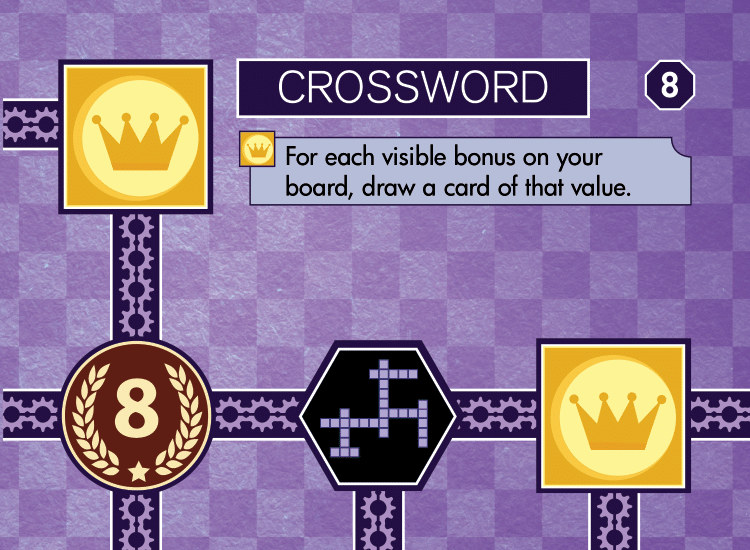 CROSSWORD
8
For each visible bonus on your
board, draw a card of that value.
8